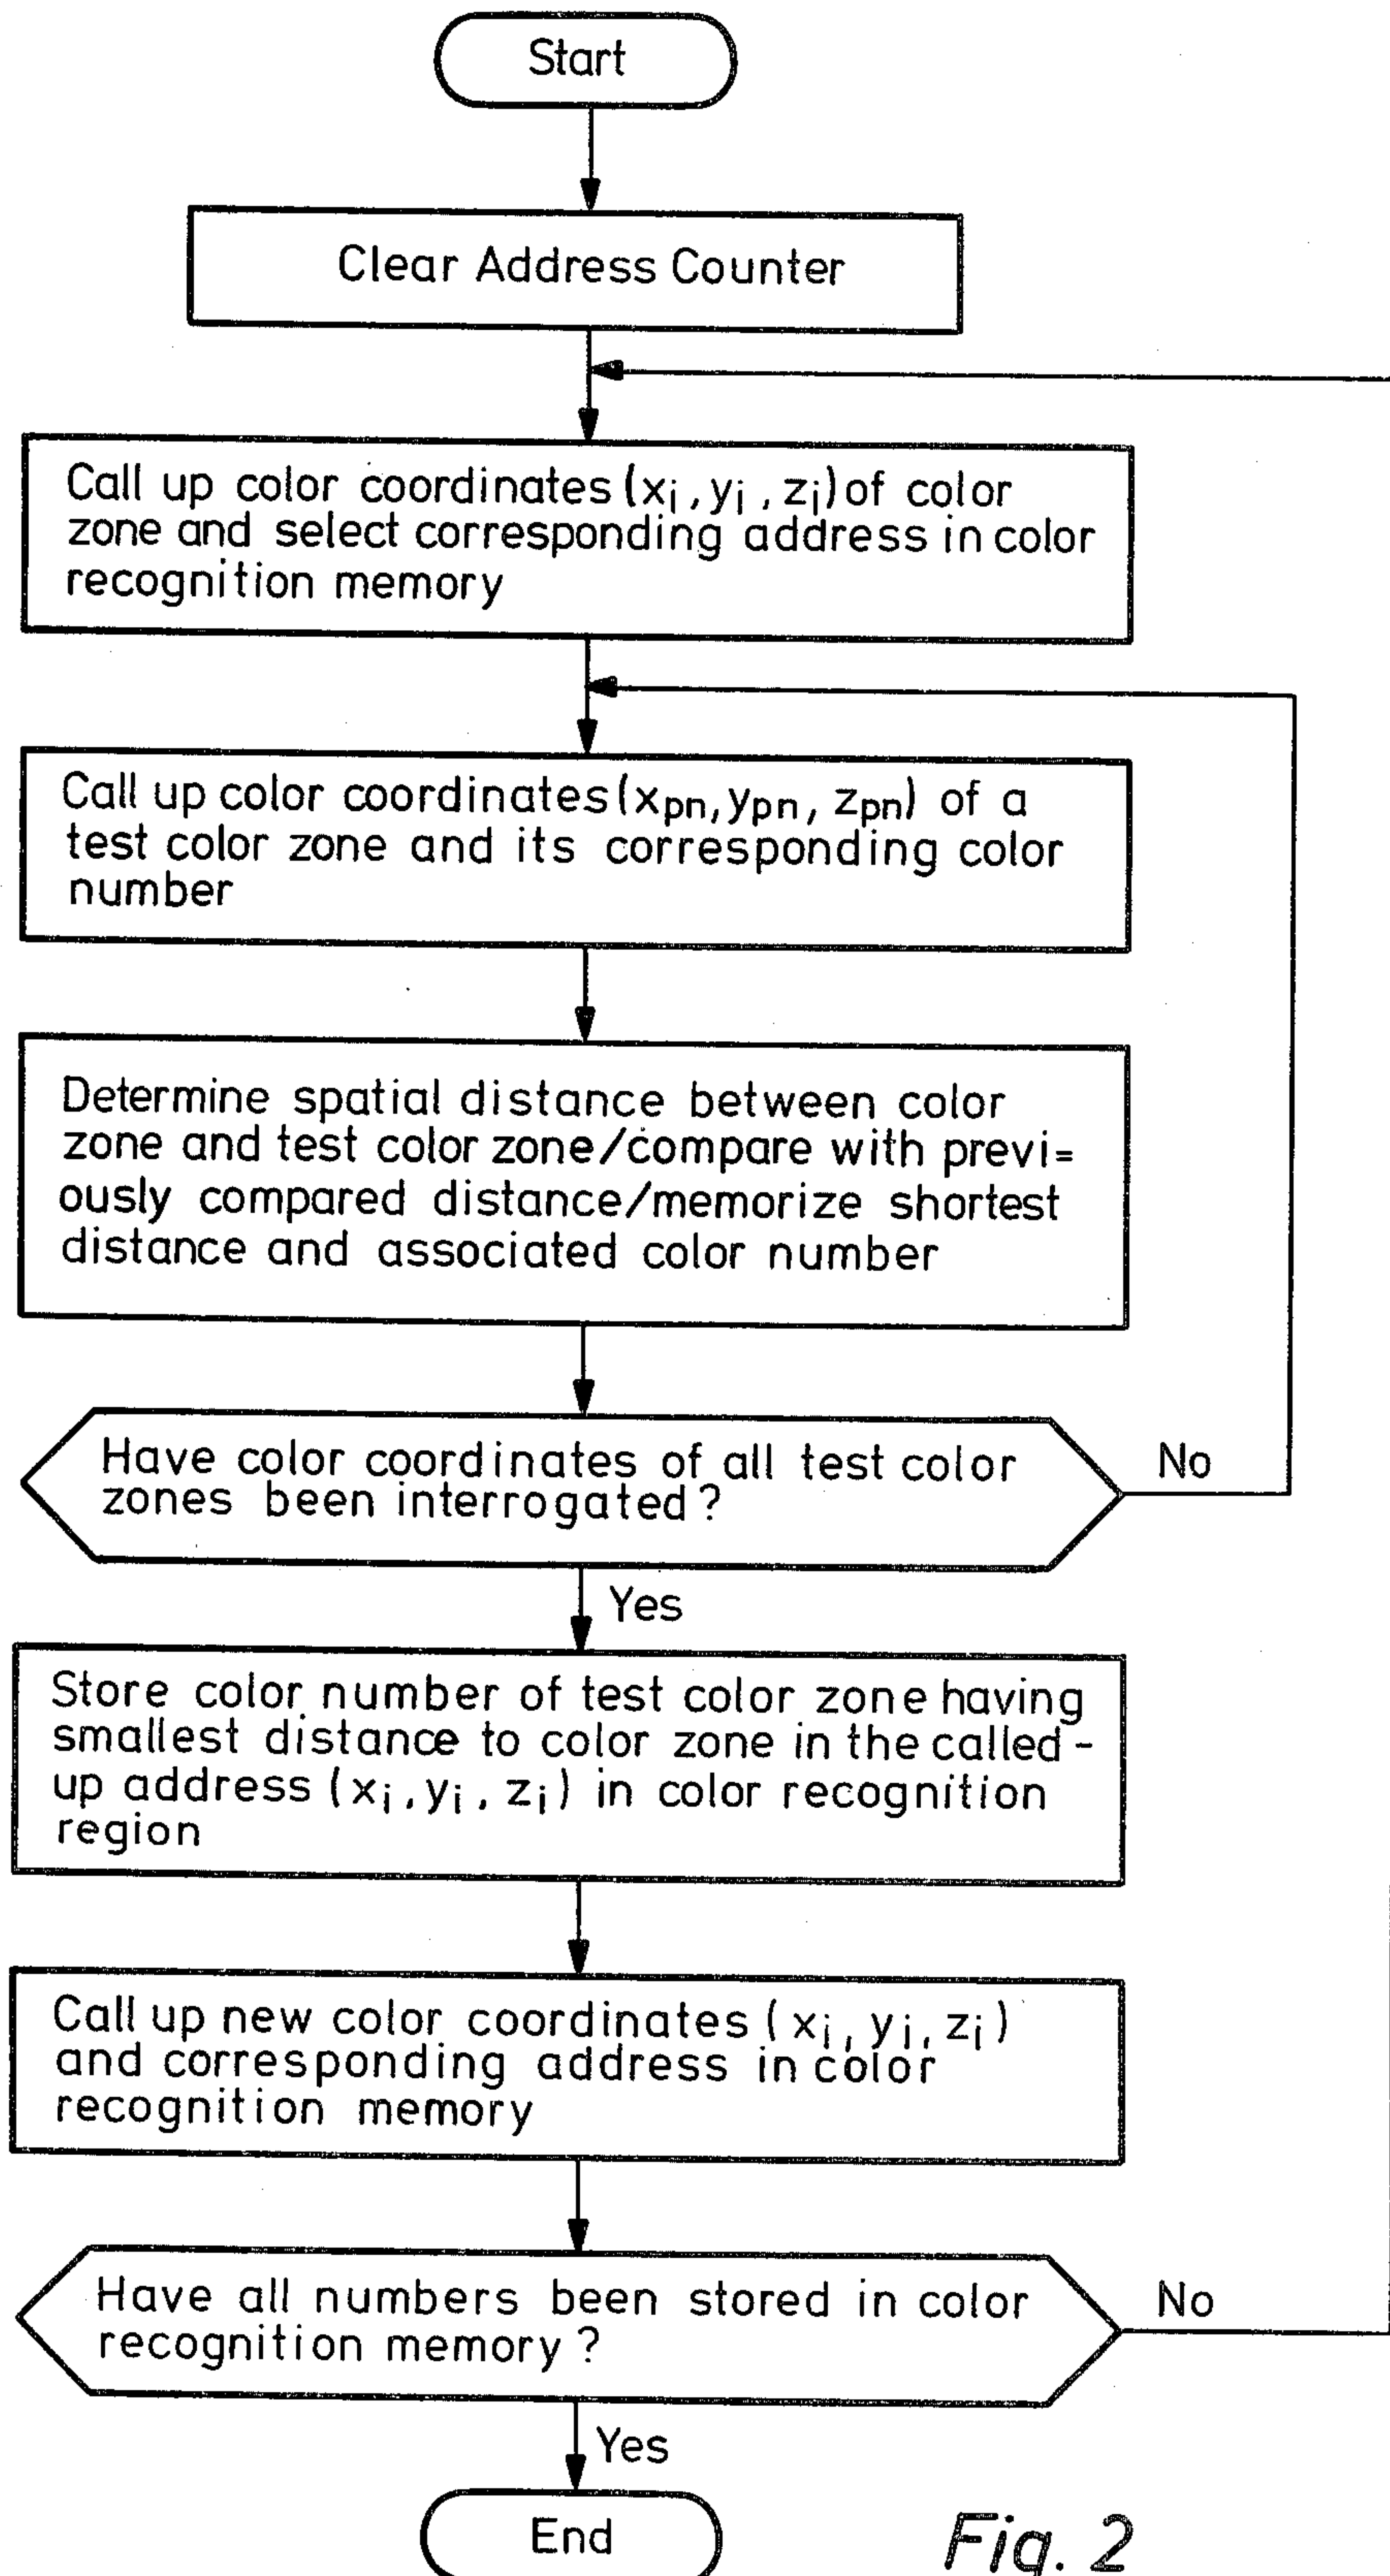 Start
Clear Address Counter
Call up color coordinates (xi, yi, zi) of color
zone and select corresponding address in color
recognition memory
Call up color coordinates (xpn, ypn, zpn) of a
test color zone and its corresponding color
number
Determine spatial distance between color
zone and test color zone/compare with previ=
ously compared distance/memorize shortest
distance and associated color number
Have color coordinates of all test color
zones been interrogated?
No
Yes
Store color number of test color zone having
smallest distance to color zone in the called-
up address (xi, yi, zi) in color recognition
region
Call up new color coordinates (xi, yi, zi)
and corresponding address in color
recognition memory
Have all numbers been stored in color
recognition memory?
No
Yes
End
Fig. 2